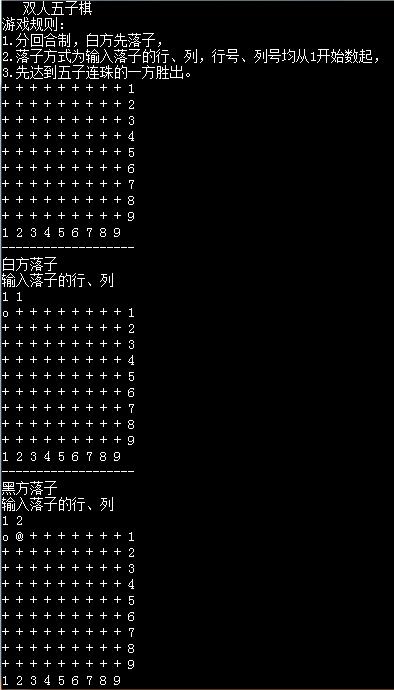 双人五子棋
游戏规则:
1.分回合制，白方先落子，
2.落子方式为输入落子的行、列，行号、列号均从1开始数起，
3.先达到五子连珠的一方胜出。
+ + + + + + + + + 1
+ + + + + + + + + 2
+ + + + + + + + + 3
+ + + + + + + + + 4
+ + + + + + + + + 5
+ + + + + + + + + 6
+ + + + + + + + + 7
+ + + + + + + + + 8
+ + + + + + + + + 9
1 2 3 4 5 6 7 8 9
-------------------
白方落子
输入落子的行、列
1 1
o + + + + + + + + 1
+ + + + + + + + + 2
+ + + + + + + + + 3
+ + + + + + + + + 4
+ + + + + + + + + 5
+ + + + + + + + + 6
+ + + + + + + + + 7
+ + + + + + + + + 8
+ + + + + + + + + 9
1 2 3 4 5 6 7 8 9
-------------------
黑方落子
输入落子的行、列
1 2
o @ + + + + + + + 1
+ + + + + + + + + 2
+ + + + + + + + + 3
+ + + + + + + + + 4
+ + + + + + + + + 5
+ + + + + + + + + 6
+ + + + + + + + + 7
+ + + + + + + + + 8
+ + + + + + + + + 9
1 2 3 4 5 6 7 8 9